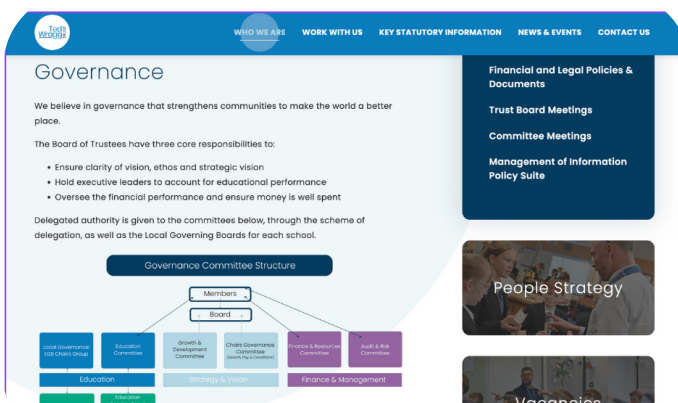 Ted
Wragg
WHO WE ARE
WORK WITH US
KEY STATUTORY INFORMATION
NEWS & EVENTS
CONTACT US
Governance
We believe in governance that strengthens communities to make the world a better
place.
The Board of Trustees have three core responsibilities to:
• Ensure clarity of vision, ethos and strategic vision
• Hold executive leaders to account for educational performance
• Oversee the financial performance and ensure money is well spent
Delegated authority is given to the committees below, through the scheme of
delegation, as well as the Local Governing Boards for each school.
Governance Committee Structure
Members
Board
Local Governance
LGB Chairs Group
Education
Committee
Growth &
Development
Committee
Chairs Governance
Committee
(Search, Pay & Conditions)
Finance & Resources
Committee
Audit & Risk
Committee
Education
Strategy & Vision
Finance & Management
Education
Financial and Legal Policies &
Documents
Trust Board Meetings
Committee Meetings
Management of Information
Policy Suite
People Strategy
Vacancies